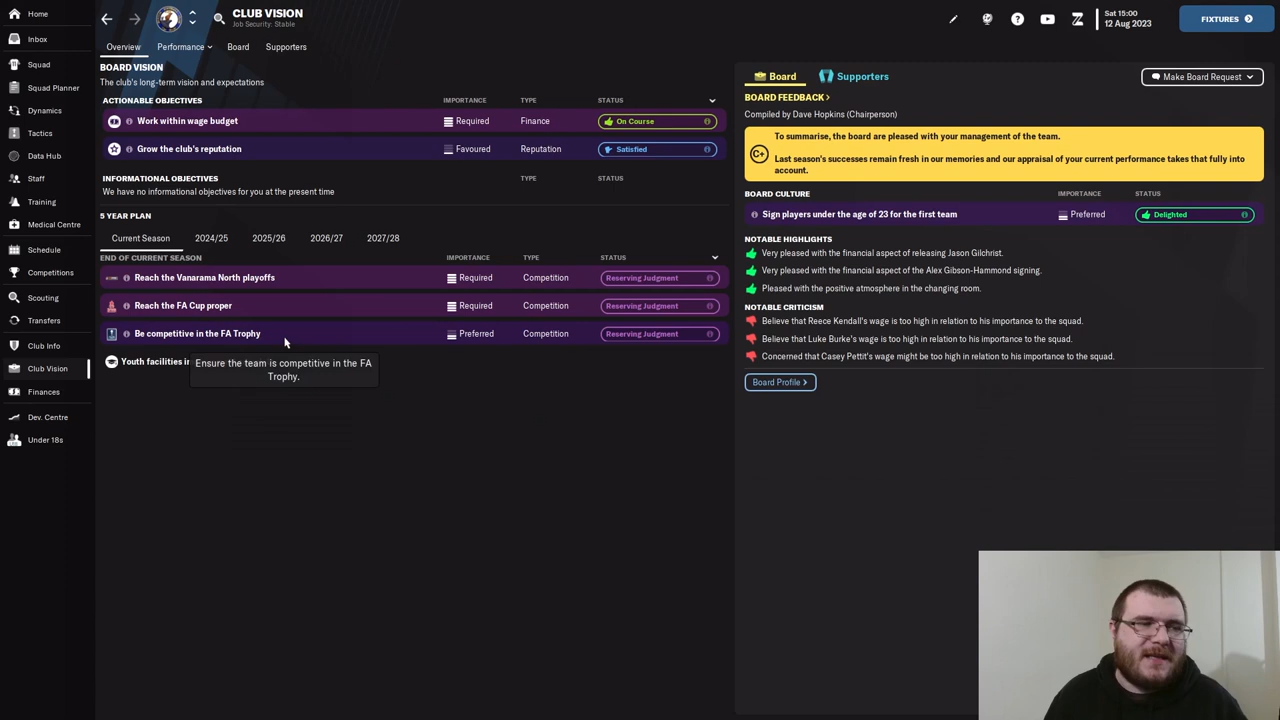 Home
Inbox
Squad
Squad Planner
Dynamics
Tactics
Data Hub
Staff
Training
Medical Centre
Schedule
Competitions
Scouting
Transfers
Club Info
Club Vision
Finances
Dev. Centre
Under 18s
CLUB VISION
Job Security: Stable
Sat 15:00
12 Aug 2023
FIXTURES
Overview Performance Board Supporters
BOARD VISION
The club's long-term vision and expectations
ACTIONABLE OBJECTIVES IMPORTANCE TYPE STATUS
Work within wage budget Required Finance On Course
Grow the club's reputation Favoured Reputation Satisfied
INFORMATIONAL OBJECTIVES TYPE STATUS
We have no informational objectives for you at the present time
5 YEAR PLAN
Current Season 2024/25 2025/26 2026/27 2027/28
END OF CURRENT SEASON IMPORTANCE TYPE STATUS
Reach the Vanarama North playoffs Required Competition Reserving Judgment
Reach the FA Cup proper Required Competition Reserving Judgment
Be competitive in the FA Trophy Preferred Competition Reserving Judgment
Youth facilities
Ensure the team is competitive in the FA
Trophy.
Board Supporters Make Board Request
BOARD FEEDBACK >
Compiled by Dave Hopkins (Chairperson)
C+
To summarise, the board are pleased with your management of the team.
Last season's successes remain fresh in our memories and our appraisal of your current performance takes that fully into
account.
BOARD CULTURE IMPORTANCE STATUS
Sign players under the age of 23 for the first team Preferred Delighted
NOTABLE HIGHLIGHTS
Very pleased with the financial aspect of releasing Jason Gilchrist.
Very pleased with the financial aspect of the Alex Gibson-Hammond signing.
Pleased with the positive atmosphere in the changing room.
NOTABLE CRITICISM
Believe that Reece Kendall's wage is too high in relation to his importance to the squad.
Believe that Luke Burke's wage is too high in relation to his importance to the squad.
Concerned that Casey Pettit's wage might be too high in relation to his importance to the squad.
Board Profile >